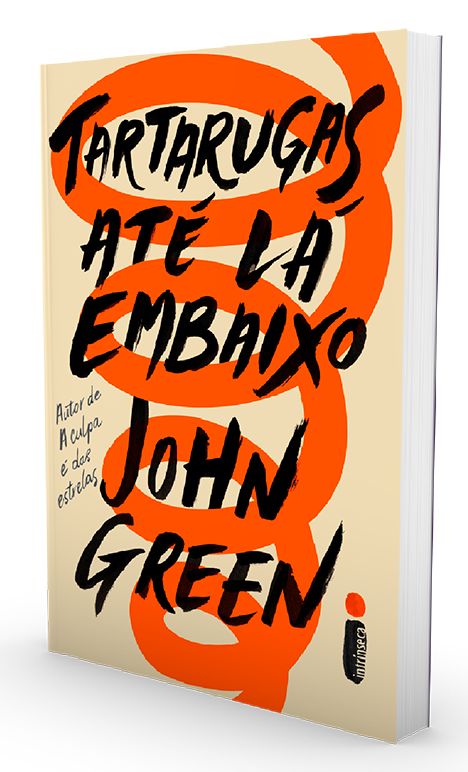 TARTARUGAS
ATÉ LÁ
EMBAIXO
Autor de
A culpa
é das
estrelas
JOHN
GREEN
intrínseca